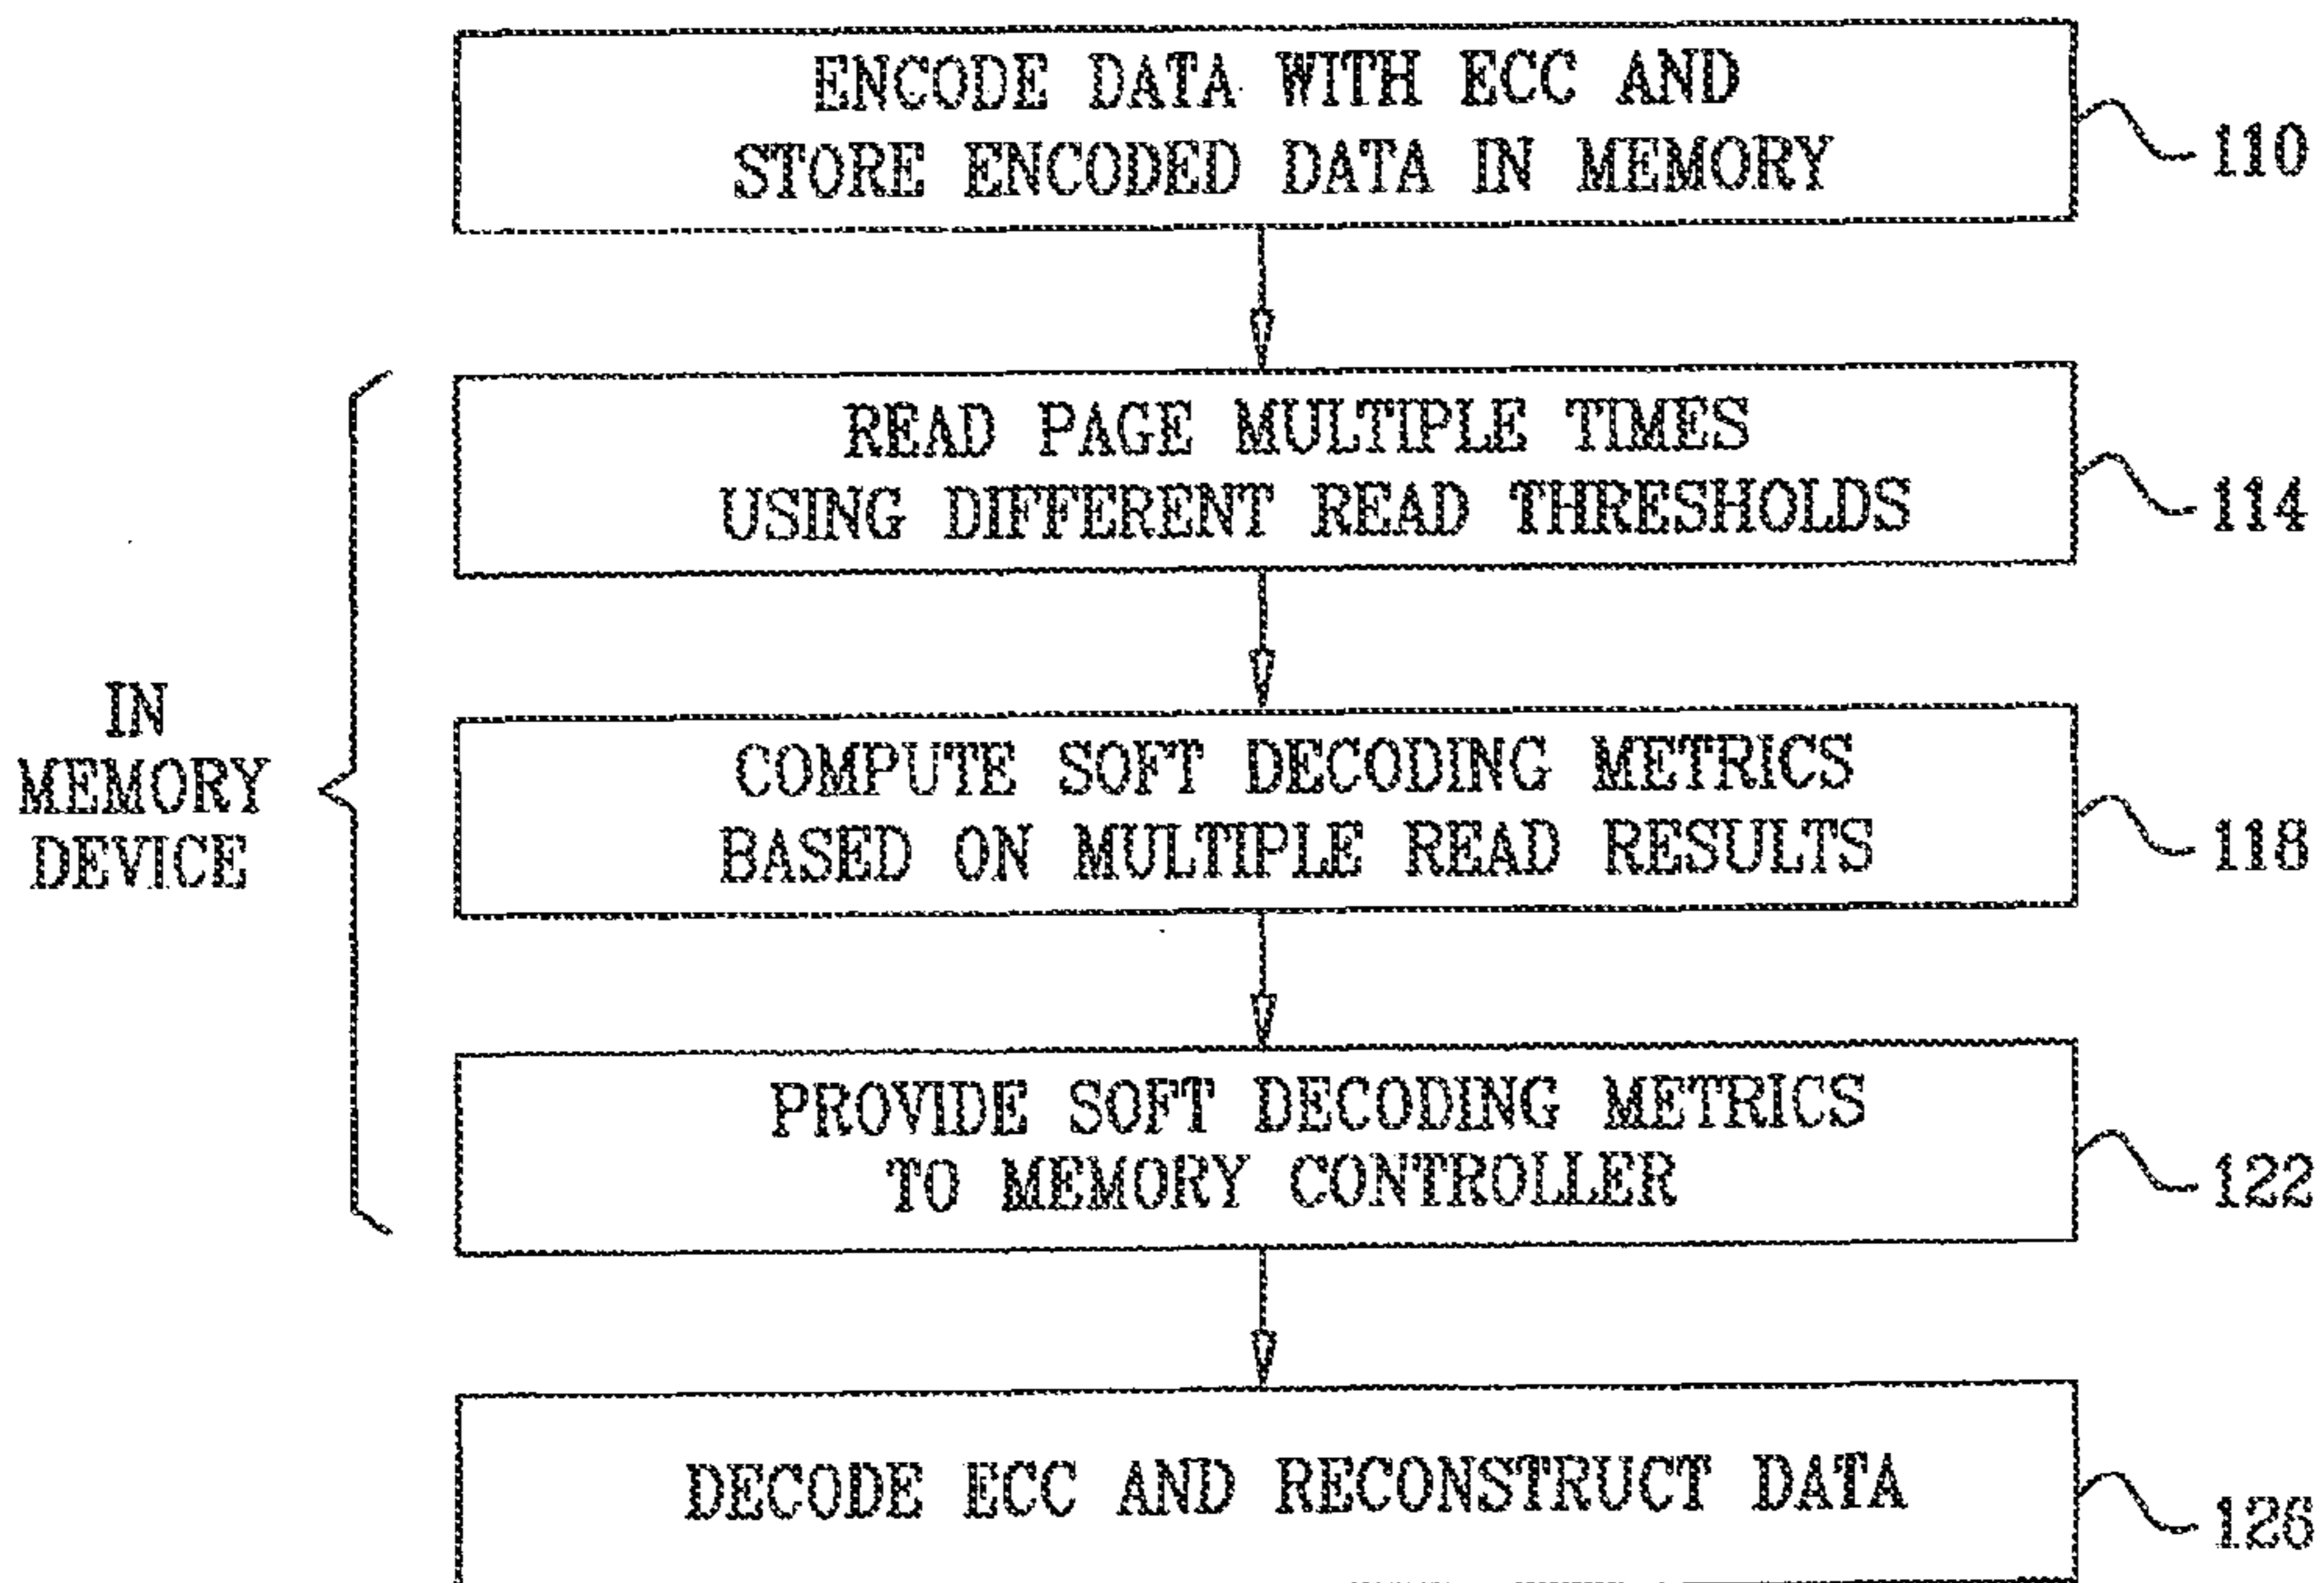 ENCODE DATA WITH ECC AND
STORE ENCODED DATA IN MEMORY
110
READ PAGE MULTIPLE TIMES
USING DIFFERENT READ THRESHOLDS
114
IN
MEMORY
DEVICE
COMPUTE SOFT DECODING METRICS
BASED ON MULTIPLE READ RESULTS
118
PROVIDE SOFT DECODING METRICS
TO MEMORY CONTROLLER
122
DECODE ECC AND RECONSTRUCT DATA
126